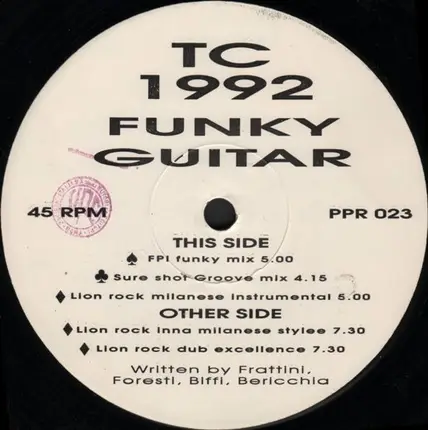 TC
1992
FUNKY
GUITAR
45 RPM
PPR 023
THIS SIDE
♠ FPI funky mix 5.00
♣ Sure shot Groove mix 4.15
♦ Lion rock milanese instrumental 5.00
OTHER SIDE
♦ Lion rock inna milanese stylee 7.30
♦ Lion rock dub excellence 7.30
Written by Frattini,
Foresti, Biffi, Bericchia